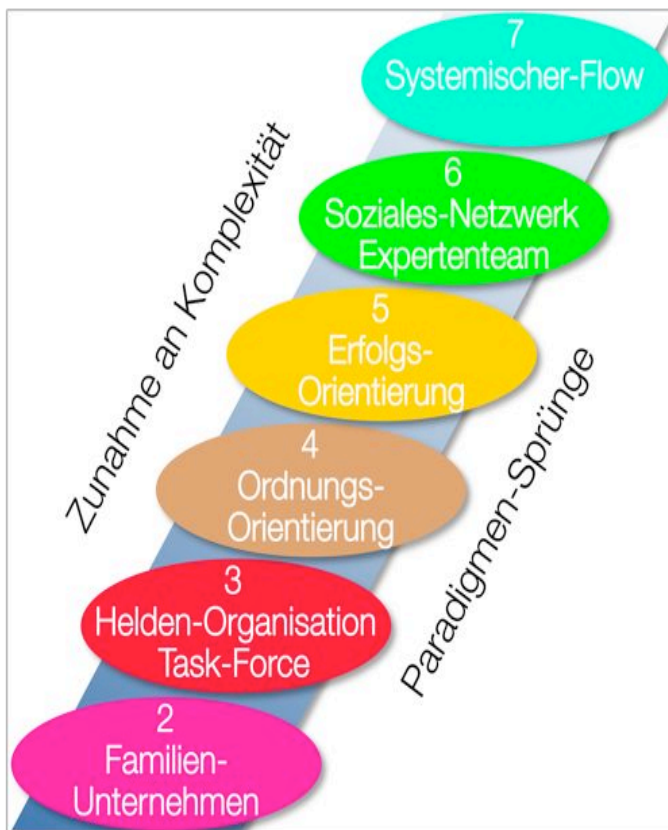 7
Systemischer-Flow
6
Soziales-Netzwerk
Expertenteam
5
Erfolgs-
Orientierung
4
Ordnungs-
Orientierung
3
Helden-Organisation
Task-Force
2
Familien-
Unternehmen
Zunahme an Komplexität
Paradigmen-Sprünge